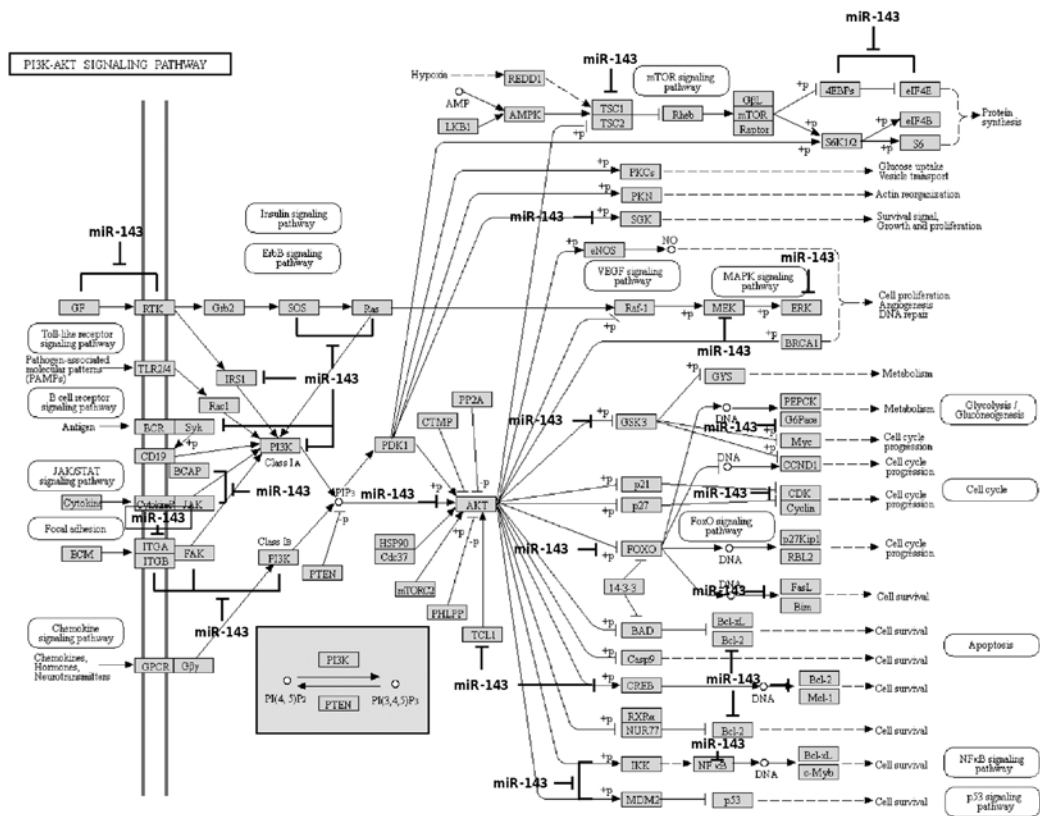 miR-143
PI3K-AKT SIGNALING PATHWAY
Hypoxia
REDD1
miR-143
mTOR signaling
pathway
AMP
AMPK
LKB1
TSC1
TSC2
+p
Rheb
GβL
mTOR
Raptor
+p
4EBPs
eIF4E
+p
S6K1/2
+p
eIF4B
+p
S6
Protein
synthesis
+p
PKCs
Glucose uptake
Vesicle transport
+p
PKN
Actin reorganization
miR-143
+p
SGK
Survival signal,
Growth and proliferation
Insulin signaling
pathway
ErbB signaling
pathway
miR-143
+p
eNOS
NO
VEGF signaling
pathway
MAPK signaling
pathway
miR-143
GF
RTK
Grb2
SOS
Ras
Raf-1
+p
MEK
+p
ERK
+p
Cell proliferation
Angiogenesis
DNA repair
+p
BRCA1
miR-143
Toll-like receptor
signaling pathway
Pathogen-associated
molecular patterns
(PAMPs)
TLR2/4
IRS1
miR-143
Rac1
B cell receptor
signaling pathway
Antigen
BCR
Syk
+p
CD19
BCAP
PI3K
Class IA
PDK1
CTMP
PP2A
-p
-p
+p
GYS
Metabolism
miR-143
+p
GSK3
DNA
PEPCK
G6Pase
miR-143
Metabolism
Glycolysis /
Gluconeogenesis
Myc
Cell cycle
progression
DNA
CCND1
Cell cycle
progression
JAK/STAT
signaling pathway
Cytokine
CytokineR
JAK
miR-143
miR-143
PIP3
-p
miR-143
+p
AKT
+p
p21
+p
p27
miR-143
CDK
Cyclin
Cell cycle
progression
Cell cycle
Focal adhesion
ECM
ITGA
ITGB
FAK
Class IB
PI3K
PTEN
HSP90
Cdc37
+p
-p
mTORC2
PHLPP
TCL1
miR-143
+p
FOXO
FoxO signaling
pathway
DNA
p27Kip1
RBL2
Cell cycle
progression
14-3-3
DNA
miR-143
FasL
Bim
Cell survival
miR-143
Chemokine
signaling pathway
Chemokines,
Hormones,
Neurotransmitters
GPCR
Gβγ
PI3K
PI(4,5)P2
PI(3,4,5)P3
PTEN
+p
BAD
Bcl-xL
Bcl-2
Cell survival
Apoptosis
+p
Casp9
Cell survival
miR-143
+p
CREB
miR-143
DNA
Bcl-2
Mcl-1
Cell survival
RXRα
+p
NUR77
Bcl-2
Cell survival
miR-143
+p
IKK
NFκB
DNA
Bcl-xL
c-Myb
Cell survival
NFκB signaling
pathway
miR-143
+p
MDM2
p53
Cell survival
p53 signaling
pathway